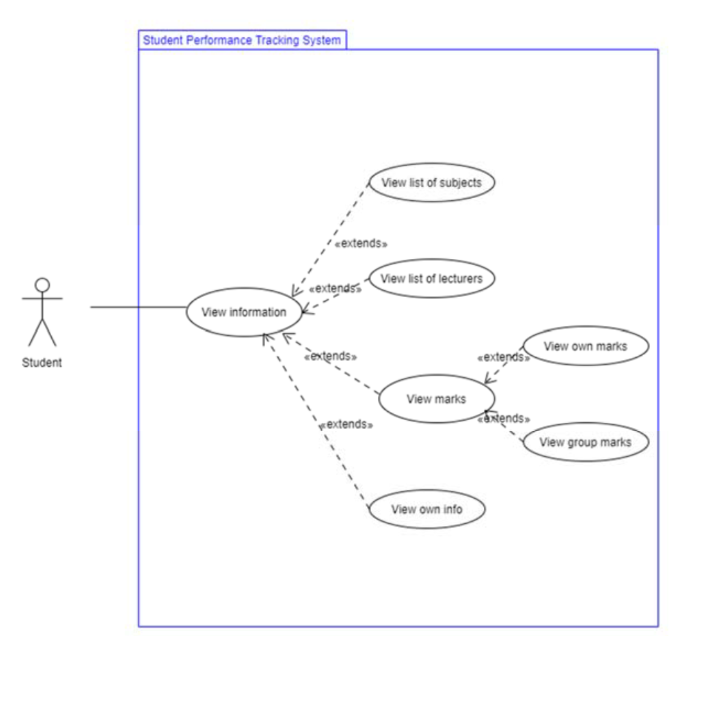 Student Performance Tracking System
View list of subjects
«extends»
View list of lecturers
«extends»
View information
View own marks
«extends»
«extends»
Student
View marks
«extends»
«extends»
View group marks
View own info